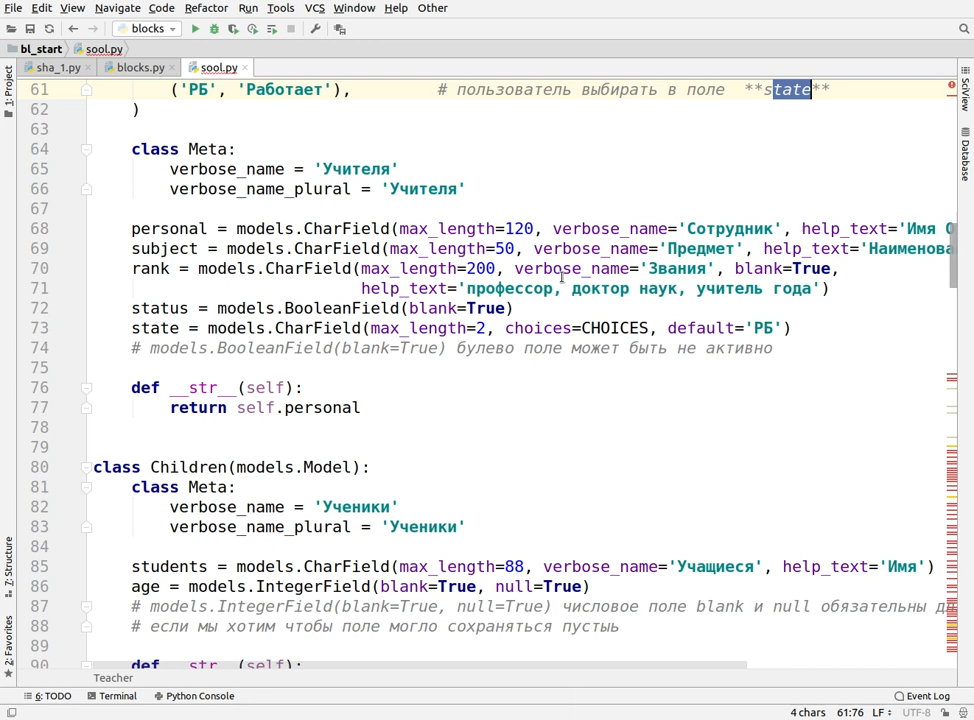 File Edit View Navigate Code Refactor Run Tools VCS Window Help Other
blocks
bl_start sool.py
sha_1.py blocks.py sool.py
1: Project
SciView
Database
7: Structure
2: Favorites
61 ('РБ', 'Работает'), # пользователь выбирать в поле **state**
62 )
63
64 class Meta:
65 verbose_name = 'Учителя'
66 verbose_name_plural = 'Учителя'
67
68 personal = models.CharField(max_length=120, verbose_name='Сотрудник', help_text='Имя О
69 subject = models.CharField(max_length=50, verbose_name='Предмет', help_text='Наименова
70 rank = models.CharField(max_length=200, verbose_name='Звания', blank=True,
71 help_text='профессор, доктор наук, учитель года')
72 status = models.BooleanField(blank=True)
73 state = models.CharField(max_length=2, choices=CHOICES, default='РБ')
74 # models.BooleanField(blank=True) булево поле может быть не активно
75
76 def __str__(self):
77 return self.personal
78
79
80 class Children(models.Model):
81 class Meta:
82 verbose_name = 'Ученики'
83 verbose_name_plural = 'Ученики'
84
85 students = models.CharField(max_length=88, verbose_name='Учащиеся', help_text='Имя')
86 age = models.IntegerField(blank=True, null=True)
87 # models.IntegerField(blank=True, null=True) числовое поле blank и null обязательны дл
88 # если мы хотим чтобы поле могло сохраняться пустыь
89
90 def __str__(self):
Teacher
6: TODO Terminal Python Console Event Log
4 chars 61:76 LF UTF-8